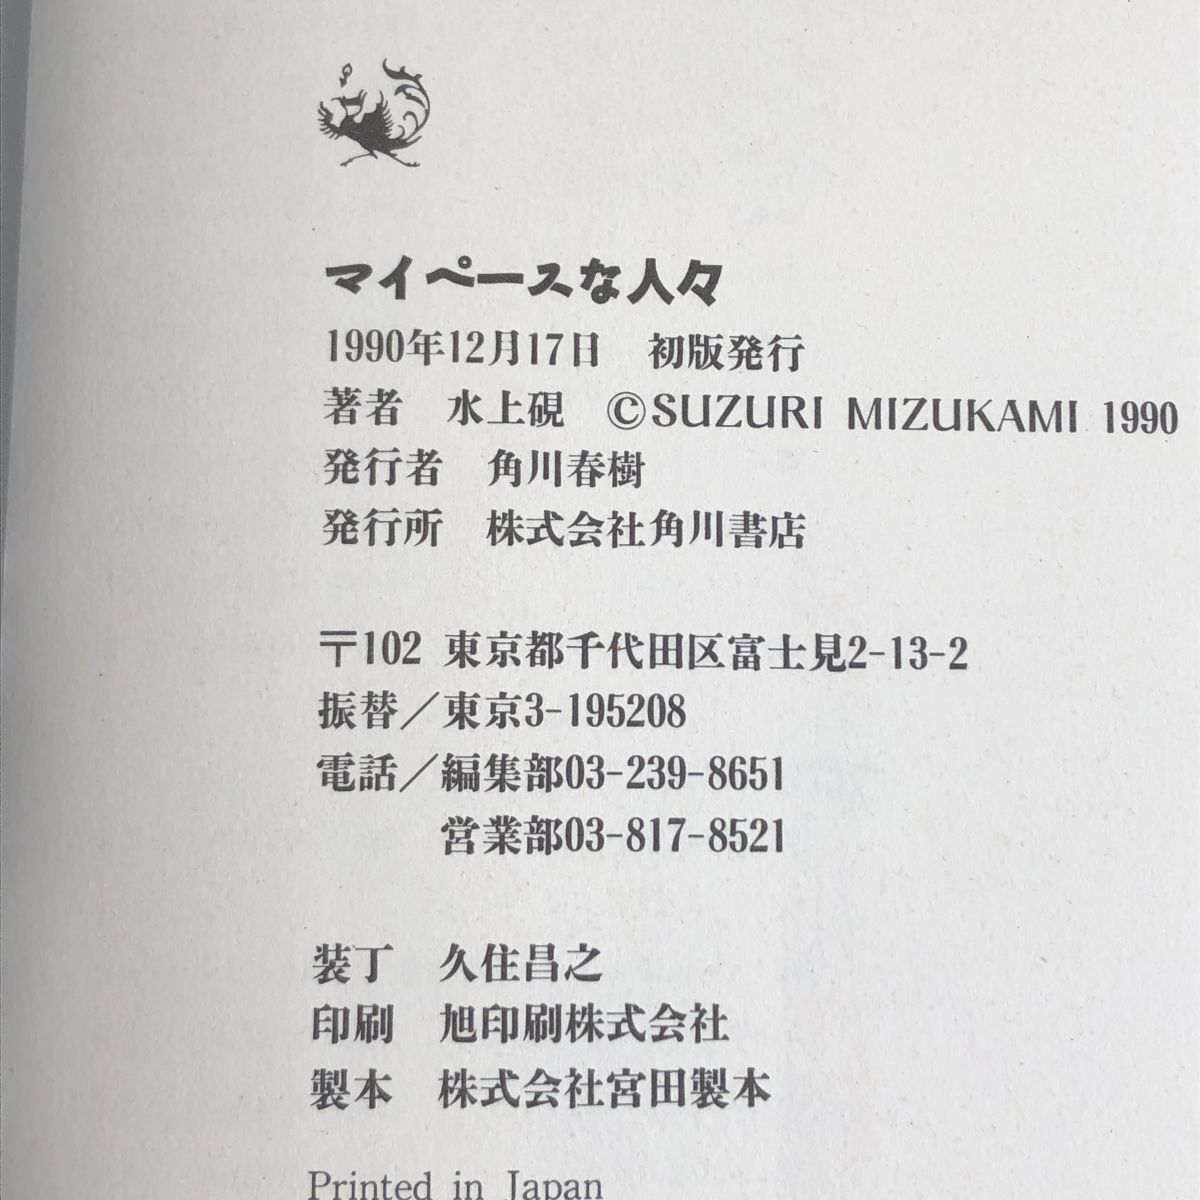 マイペースな人々
1990年12月17日　初版発行
著者　水上硯　©SUZURI MIZUKAMI 1990
発行者　角川春樹
発行所　株式会社角川書店
〒102 東京都千代田区富士見2-13-2
振替／東京3-195208
電話／編集部03-239-8651
営業部03-817-8521
装丁　久住昌之
印刷　旭印刷株式会社
製本　株式会社宮田製本
Printed in Japan